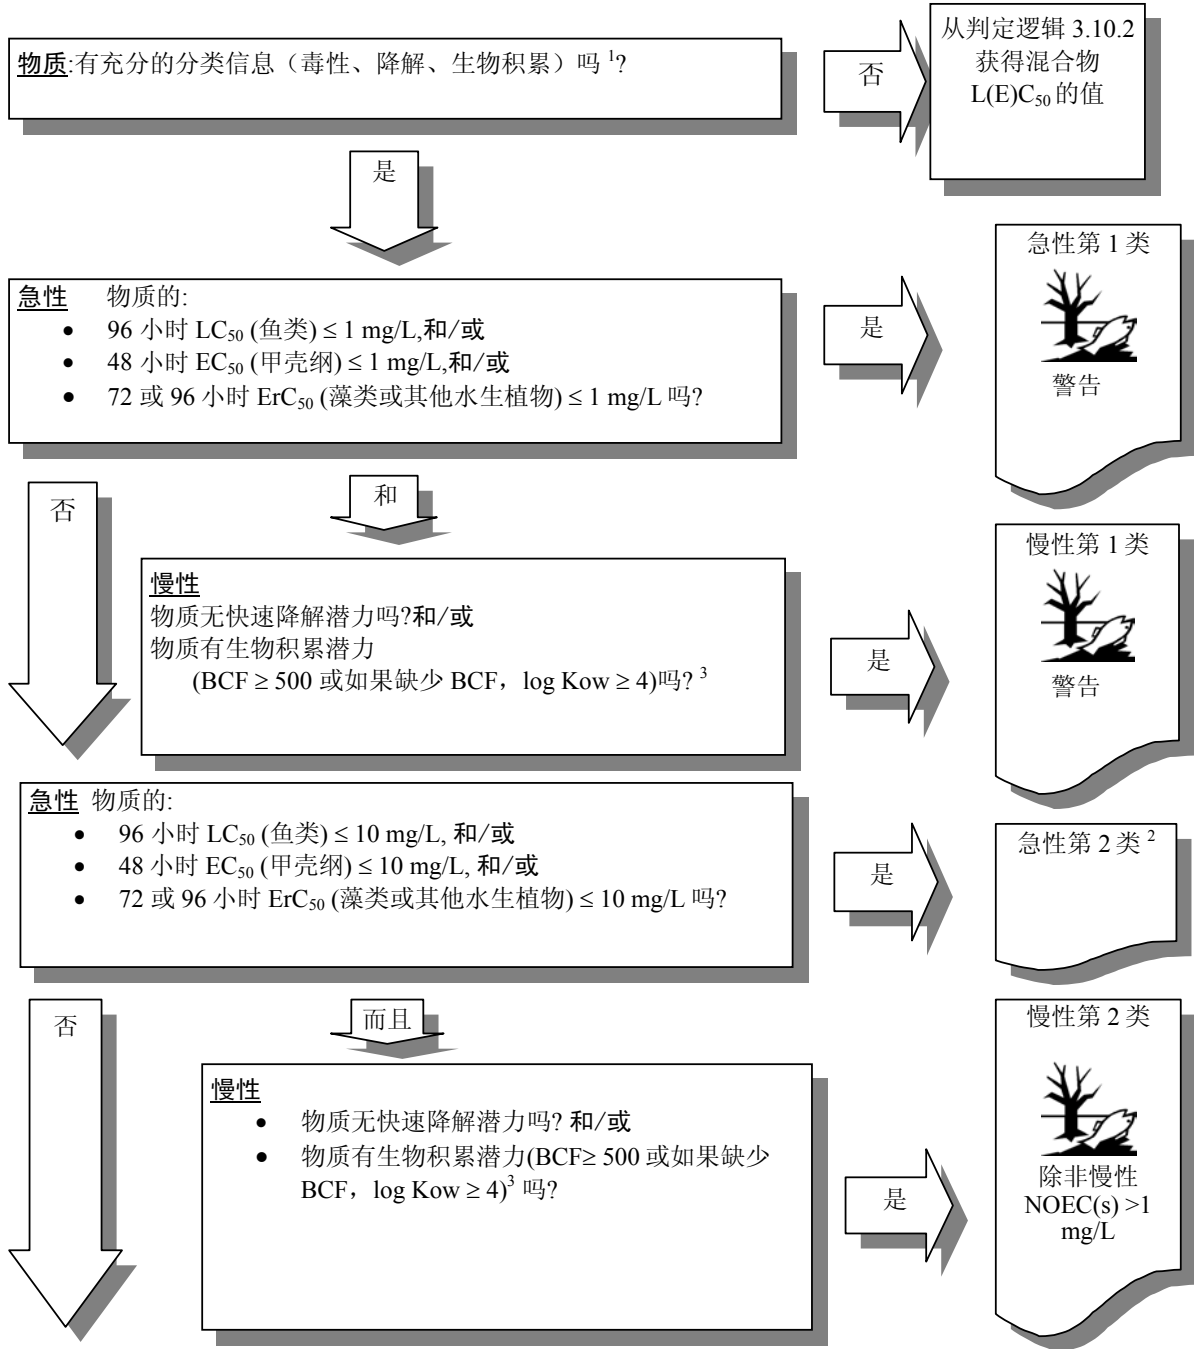 物质:有充分的分类信息（毒性、降解、生物积累）吗 1?
否
从判定逻辑 3.10.2
获得混合物
L(E)C50 的值
是
急性 物质的:
• 96 小时 LC50 (鱼类) ≤ 1 mg/L,和/或
• 48 小时 EC50 (甲壳纲) ≤ 1 mg/L,和/或
• 72 或 96 小时 ErC50 (藻类或其他水生植物) ≤ 1 mg/L 吗?
是
急性第 1 类
警告
否
和
慢性
物质无快速降解潜力吗?和/或
物质有生物积累潜力
(BCF ≥ 500 或如果缺少 BCF，log Kow ≥ 4)吗? 3
是
慢性第 1 类
警告
急性 物质的:
• 96 小时 LC50 (鱼类) ≤ 10 mg/L, 和/或
• 48 小时 EC50 (甲壳纲) ≤ 10 mg/L, 和/或
• 72 或 96 小时 ErC50 (藻类或其他水生植物) ≤ 10 mg/L 吗?
是
急性第 2 类 2
否
而且
慢性
• 物质无快速降解潜力吗? 和/或
• 物质有生物积累潜力(BCF≥ 500 或如果缺少
BCF，log Kow ≥ 4)3 吗?
是
慢性第 2 类
除非慢性
NOEC(s) >1
mg/L